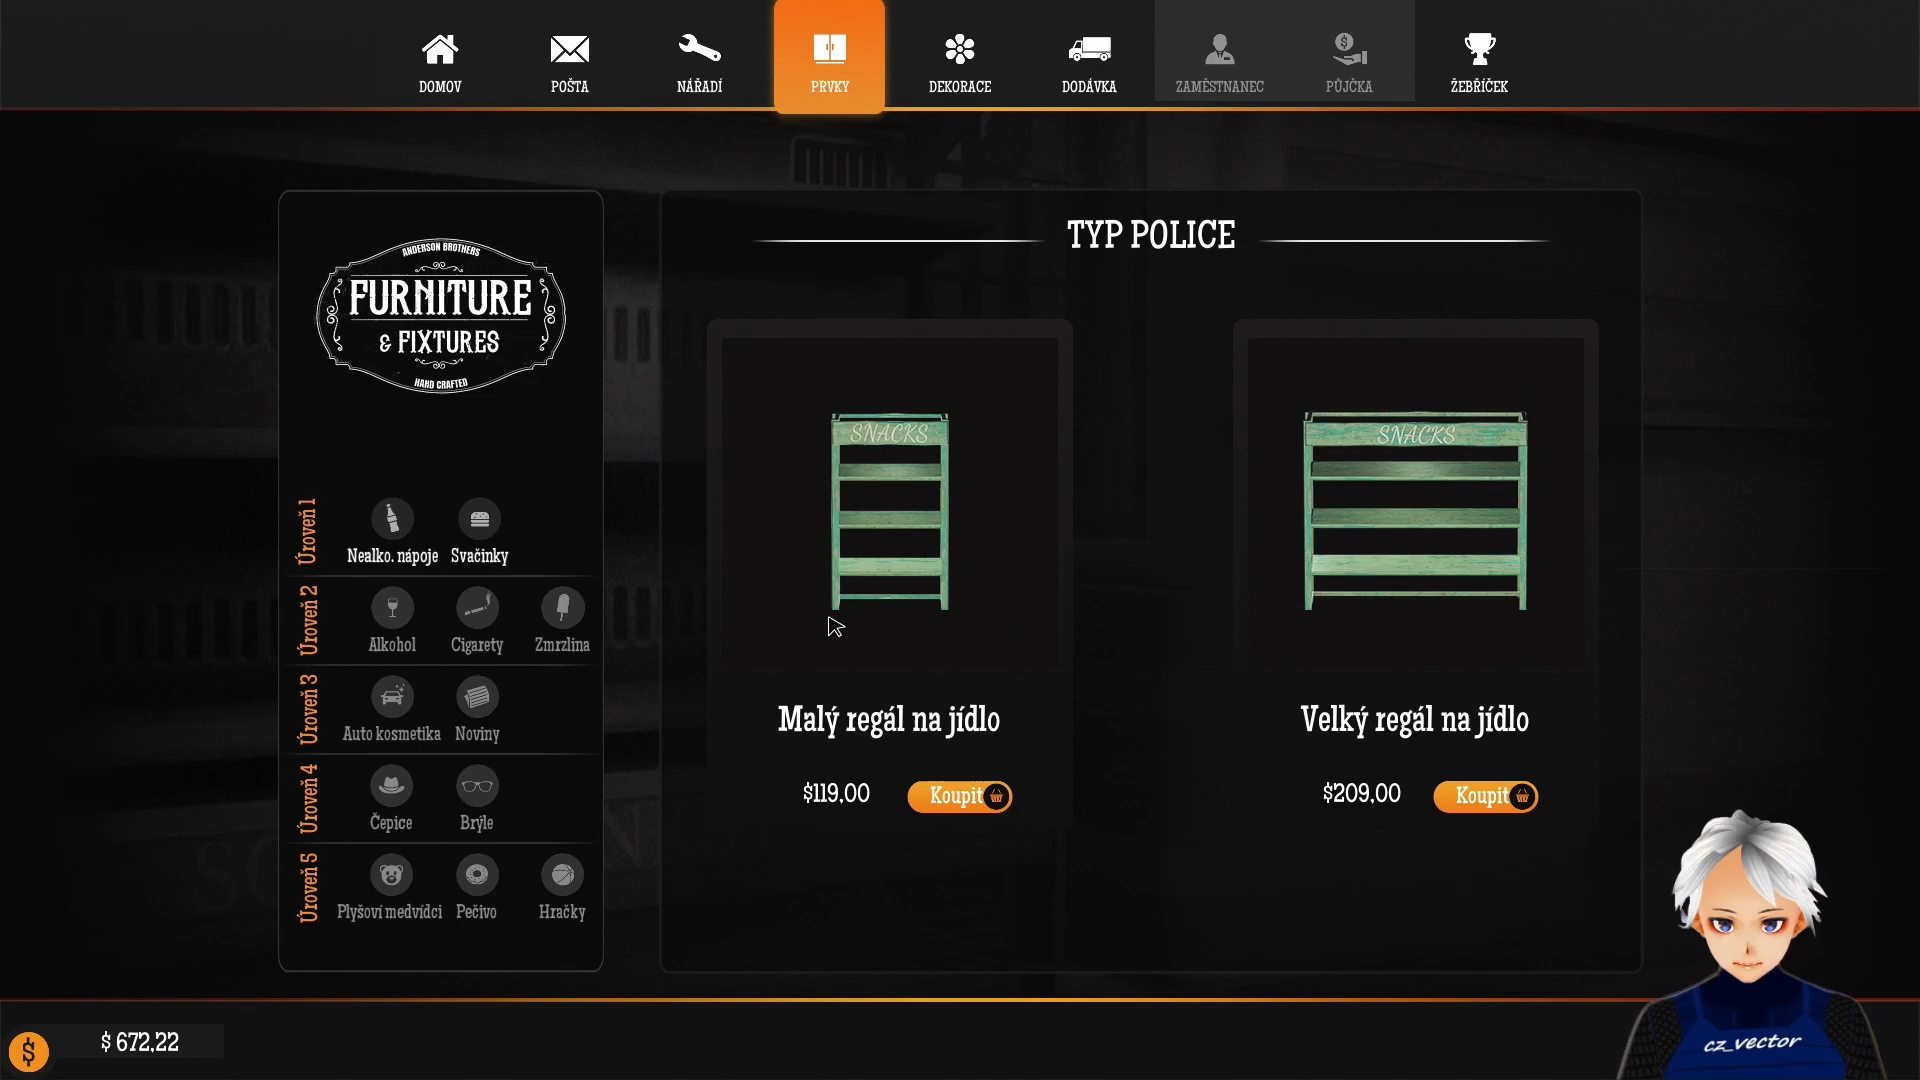 DOMOV
POŠTA
NÁŘADÍ
PRVKY
DEKORACE
DODÁVKA
ZAMĚSTNANEC
PŮJČKA
ŽEBŘÍČEK
ANDERSON BROTHERS
FURNITURE
& FIXTURES
HAND CRAFTED
Úroveň 1
Nealko. nápoje
Svačinky
Úroveň 2
Alkohol
Cigarety
Zmrzlina
Úroveň 3
Auto kosmetika
Noviny
Úroveň 4
Čepice
Brýle
Úroveň 5
Plyšoví medvídci
Pečivo
Hračky
TYP POLICE
SNACKS
SNACKS
Malý regál na jídlo
Velký regál na jídlo
$119,00
Koupit
$209,00
Koupit
$ 672,22
cz_vector